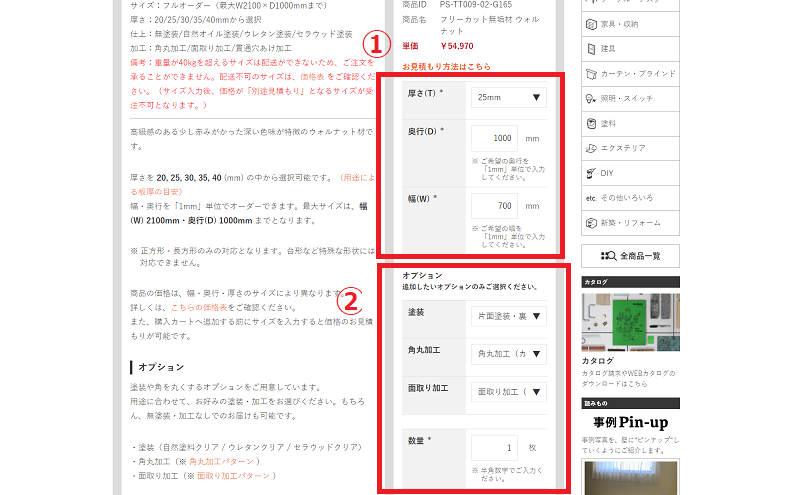 サイズ：フルオーダー（最大W2100×D1000mmまで）
厚さ：20/25/30/35/40mmから選択
仕上：無塗装/自然オイル塗装/ウレタン塗装/セラウッド塗装
加工：角丸加工/面取り加工/貫通穴あけ加工
備考：重量が40kgを超えるサイズは配送ができないため、ご注文を
承ることができません。配送不可のサイズは、価格表 をご確認くだ
さい。（サイズ入力後、価格が「別途見積もり」となるサイズが受
注不可となります。）
高級感のある少し赤みがかった深い色味が特徴のウォルナット材で
す。
厚さを 20, 25, 30, 35, 40 (mm) の中から選択可能です。（用途によ
る板厚の目安）
幅・奥行を「1mm」単位でオーダーできます。最大サイズは、幅
(W) 2100mm・奥行(D) 1000mm までとなります。
※ 正方形・長方形のみの対応となります。台形など特殊な形状には
対応できません。
商品の価格は、幅・奥行・厚さのサイズにより異なります。
詳しくは、こちらの価格表をご確認ください。
また、購入カートへ追加する前にサイズを入力すると価格のお見積
もりが可能です。
オプション
塗装や角を丸くするオプションをご用意しています。
用途に合わせて、お好みの塗装・加工をお選びください。もちろ
ん、無塗装・加工なしでのお届けも可能です。
・塗装（自然塗料クリア / ウレタンクリア / セラウッドクリア）
・角丸加工（※ 角丸加工パターン ）
・面取り加工（※ 面取り加工パターン ）
商品ID PS-TT009-02-G165
商品名 フリーカット無垢材 ウォル
ナット
単価 ￥54,970
お見積もり方法はこちら
①
厚さ(T) * 25mm ▼
奥行(D) * 1000 mm
※ ご希望の奥行を
「1mm」単位で入力
してください。
幅(W) * 700 mm
※ ご希望の幅を
「1mm」単位で入力
してください。
②
オプション
追加したいオプションのみご選択ください。
塗装 片面塗装・裏 ▼
角丸加工 角丸加工（カ ▼
面取り加工 面取り加工（ ▼
数量 * 1 枚
※ 半角数字でご入力く
ださい。
家具・収納
建具
カーテン・ブラインド
照明・スイッチ
塗料
エクステリア
DIY
etc. その他いろいろ
新築・リフォーム
全商品一覧
カタログ
カタログ
カタログ請求やWEBカタログの
ダウンロードはこちら
読みもの
事例Pin-up
事例写真を、壁に"ピンナップ"し
ていくようにご紹介します。